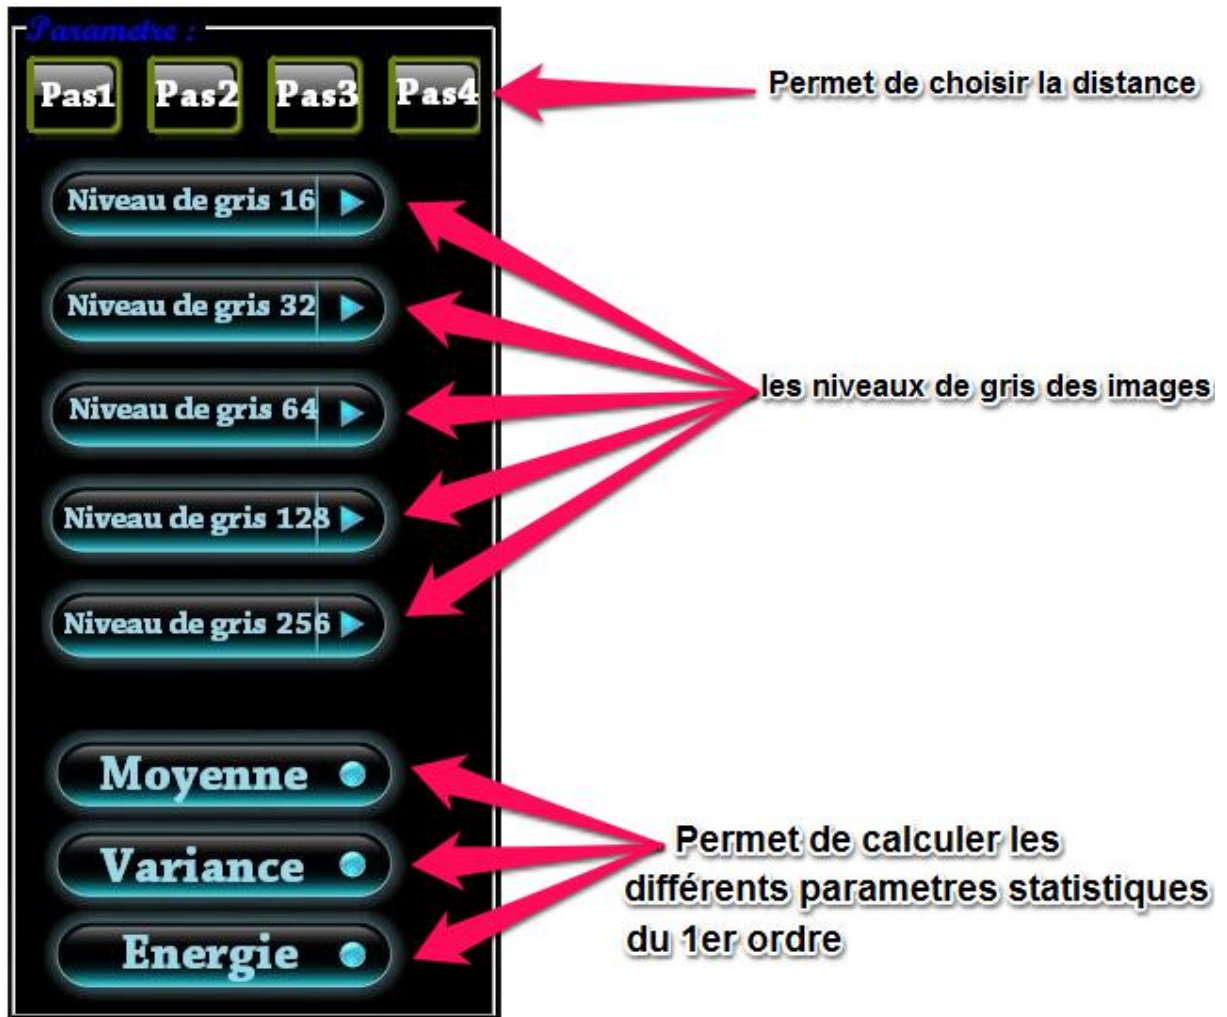 Parametre :
Pas1 Pas2 Pas3 Pas4
Permet de choisir la distance
Niveau de gris 16
Niveau de gris 32
Niveau de gris 64
les niveaux de gris des images
Niveau de gris 128
Niveau de gris 256
Moyenne
Variance
Energie
Permet de calculer les
différents parametres statistiques
du 1er ordre